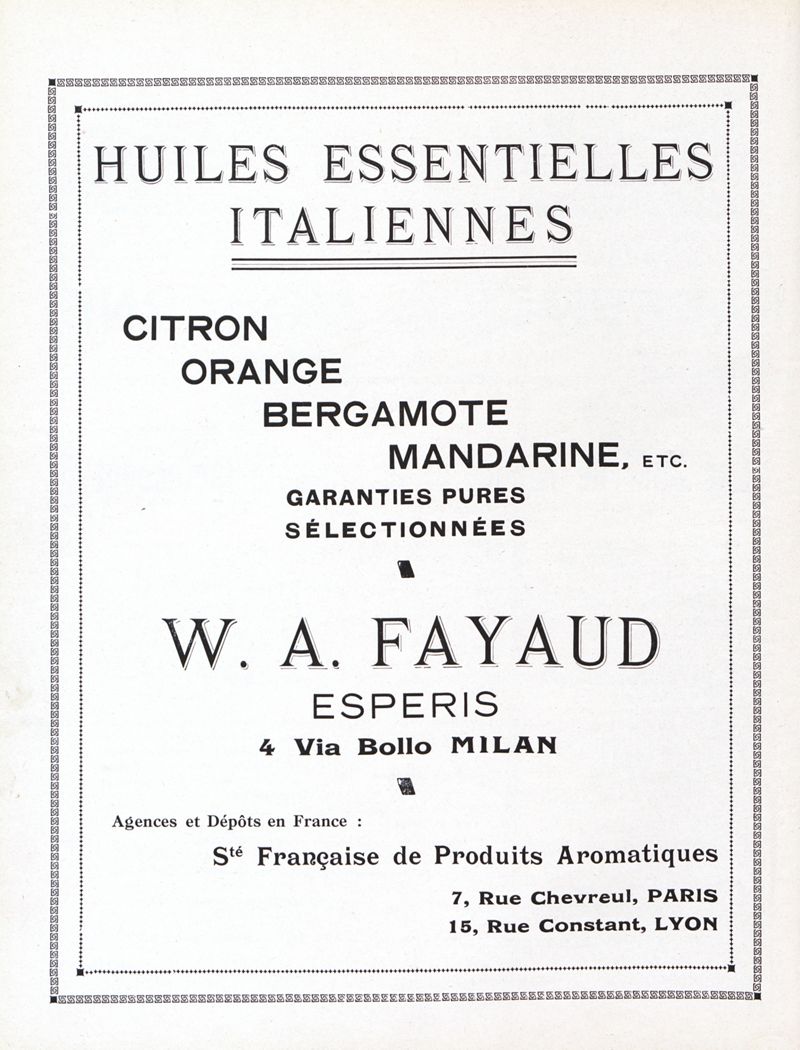 HUILES ESSENTIELLES
ITALIENNES
CITRON
ORANGE
BERGAMOTE
MANDARINE, ETC.
GARANTIES PURES
SÉLECTIONNÉES
W. A. FAYAUD
ESPERIS
4 Via Bollo MILAN
Agences et Dépôts en France :
Sté Française de Produits Aromatiques
7, Rue Chevreul, PARIS
15, Rue Constant, LYON